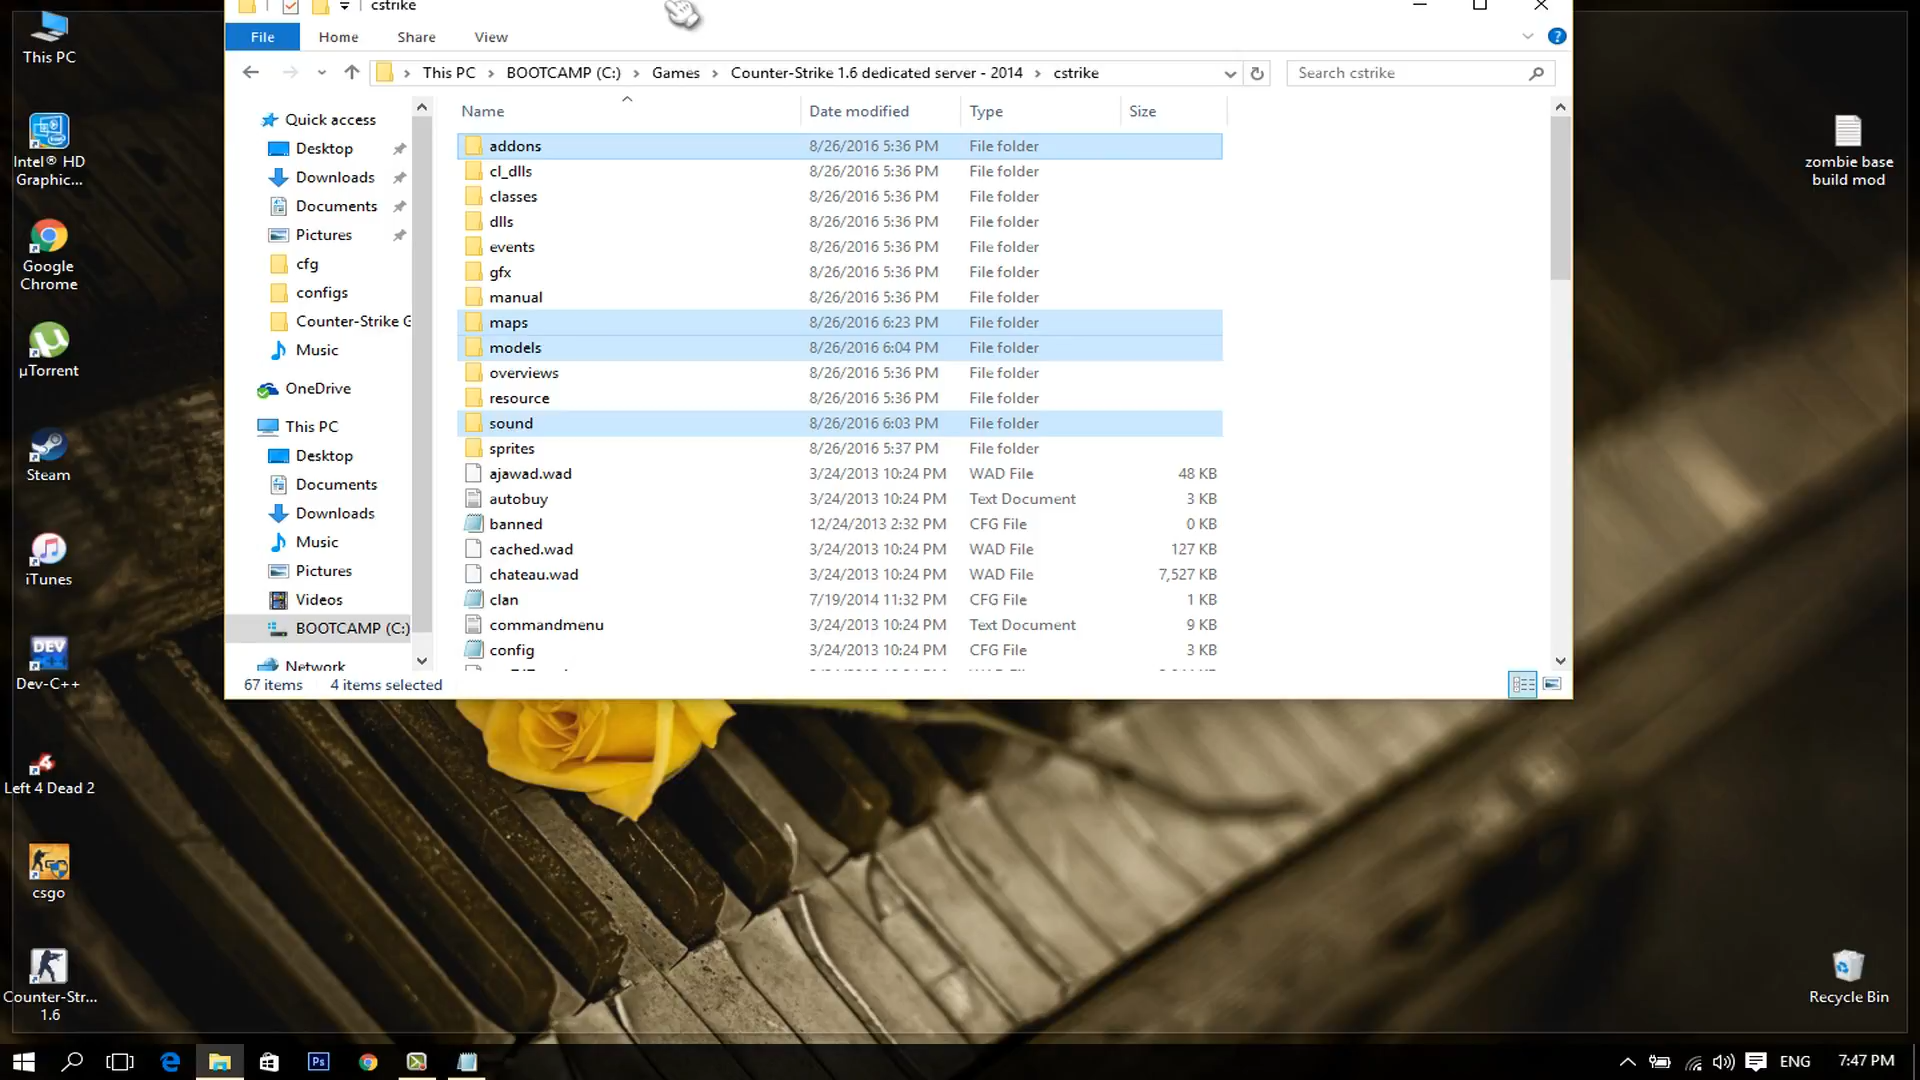 cstrike
File Home Share View
This PC BOOTCAMP (C:) Games Counter-Strike 1.6 dedicated server - 2014 cstrike
Search cstrike
Name Date modified Type Size
Quick access
Desktop
Downloads
Documents
Pictures
cfg
configs
Counter-Strike G
Music
OneDrive
This PC
Desktop
Documents
Downloads
Music
Pictures
Videos
BOOTCAMP (C:)
Network
addons 8/26/2016 5:36 PM File folder
cl_dlls 8/26/2016 5:36 PM File folder
classes 8/26/2016 5:36 PM File folder
dlls 8/26/2016 5:36 PM File folder
events 8/26/2016 5:36 PM File folder
gfx 8/26/2016 5:36 PM File folder
manual 8/26/2016 5:36 PM File folder
maps 8/26/2016 6:23 PM File folder
models 8/26/2016 6:04 PM File folder
overviews 8/26/2016 5:36 PM File folder
resource 8/26/2016 5:36 PM File folder
sound 8/26/2016 6:03 PM File folder
sprites 8/26/2016 5:37 PM File folder
ajawad.wad 3/24/2013 10:24 PM WAD File 48 KB
autobuy 3/24/2013 10:24 PM Text Document 3 KB
banned 12/24/2013 2:32 PM CFG File 0 KB
cached.wad 3/24/2013 10:24 PM WAD File 127 KB
chateau.wad 3/24/2013 10:24 PM WAD File 7,527 KB
clan 7/19/2014 11:32 PM CFG File 1 KB
commandmenu 3/24/2013 10:24 PM Text Document 9 KB
config 3/24/2013 10:24 PM CFG File 3 KB
67 items 4 items selected
This PC
Intel® HD
Graphic...
Google
Chrome
µTorrent
Steam
iTunes
DEV
Dev-C++
Left 4 Dead 2
csgo
Counter-Str...
1.6
zombie base
build mod
Recycle Bin
Ps
ENG
7:47 PM